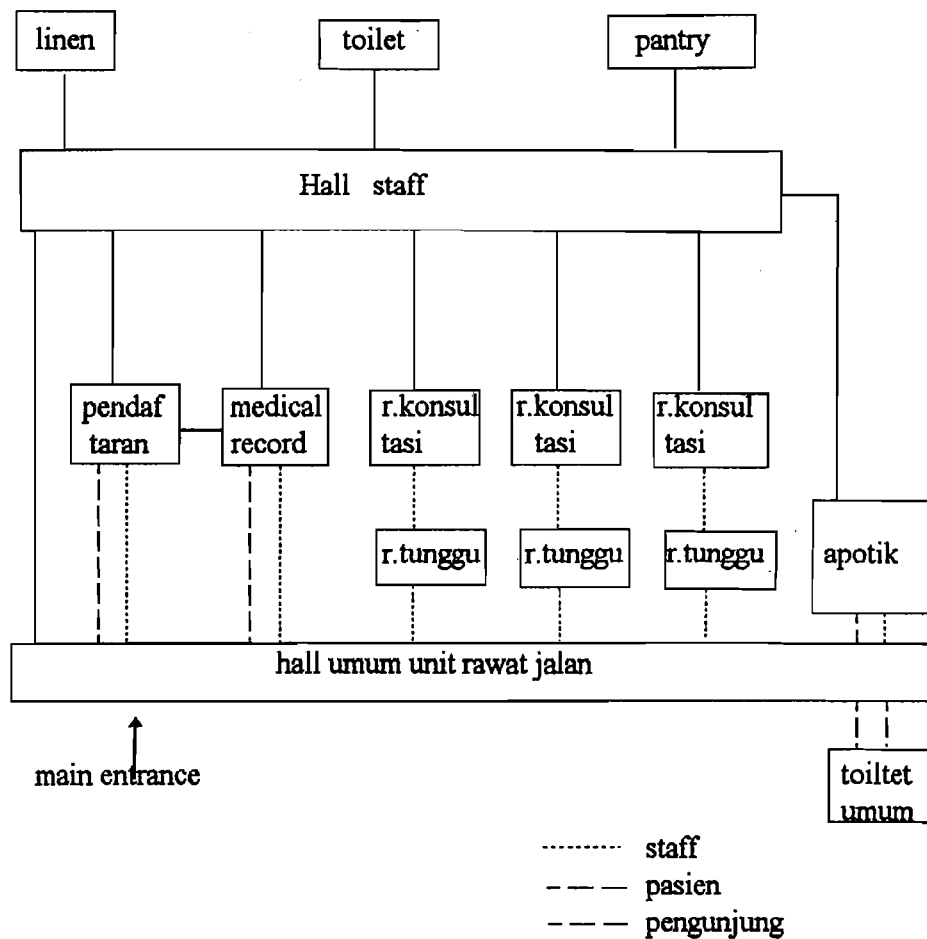 linen
toilet
pantry
Hall staff
pendaf
taran
medical
record
r.konsul
tasi
r.konsul
tasi
r.konsul
tasi
r.tunggu
r.tunggu
r.tunggu
apotik
hall umum unit rawat jalan
main entrance
toiltet
umum
staff
pasien
pengunjung